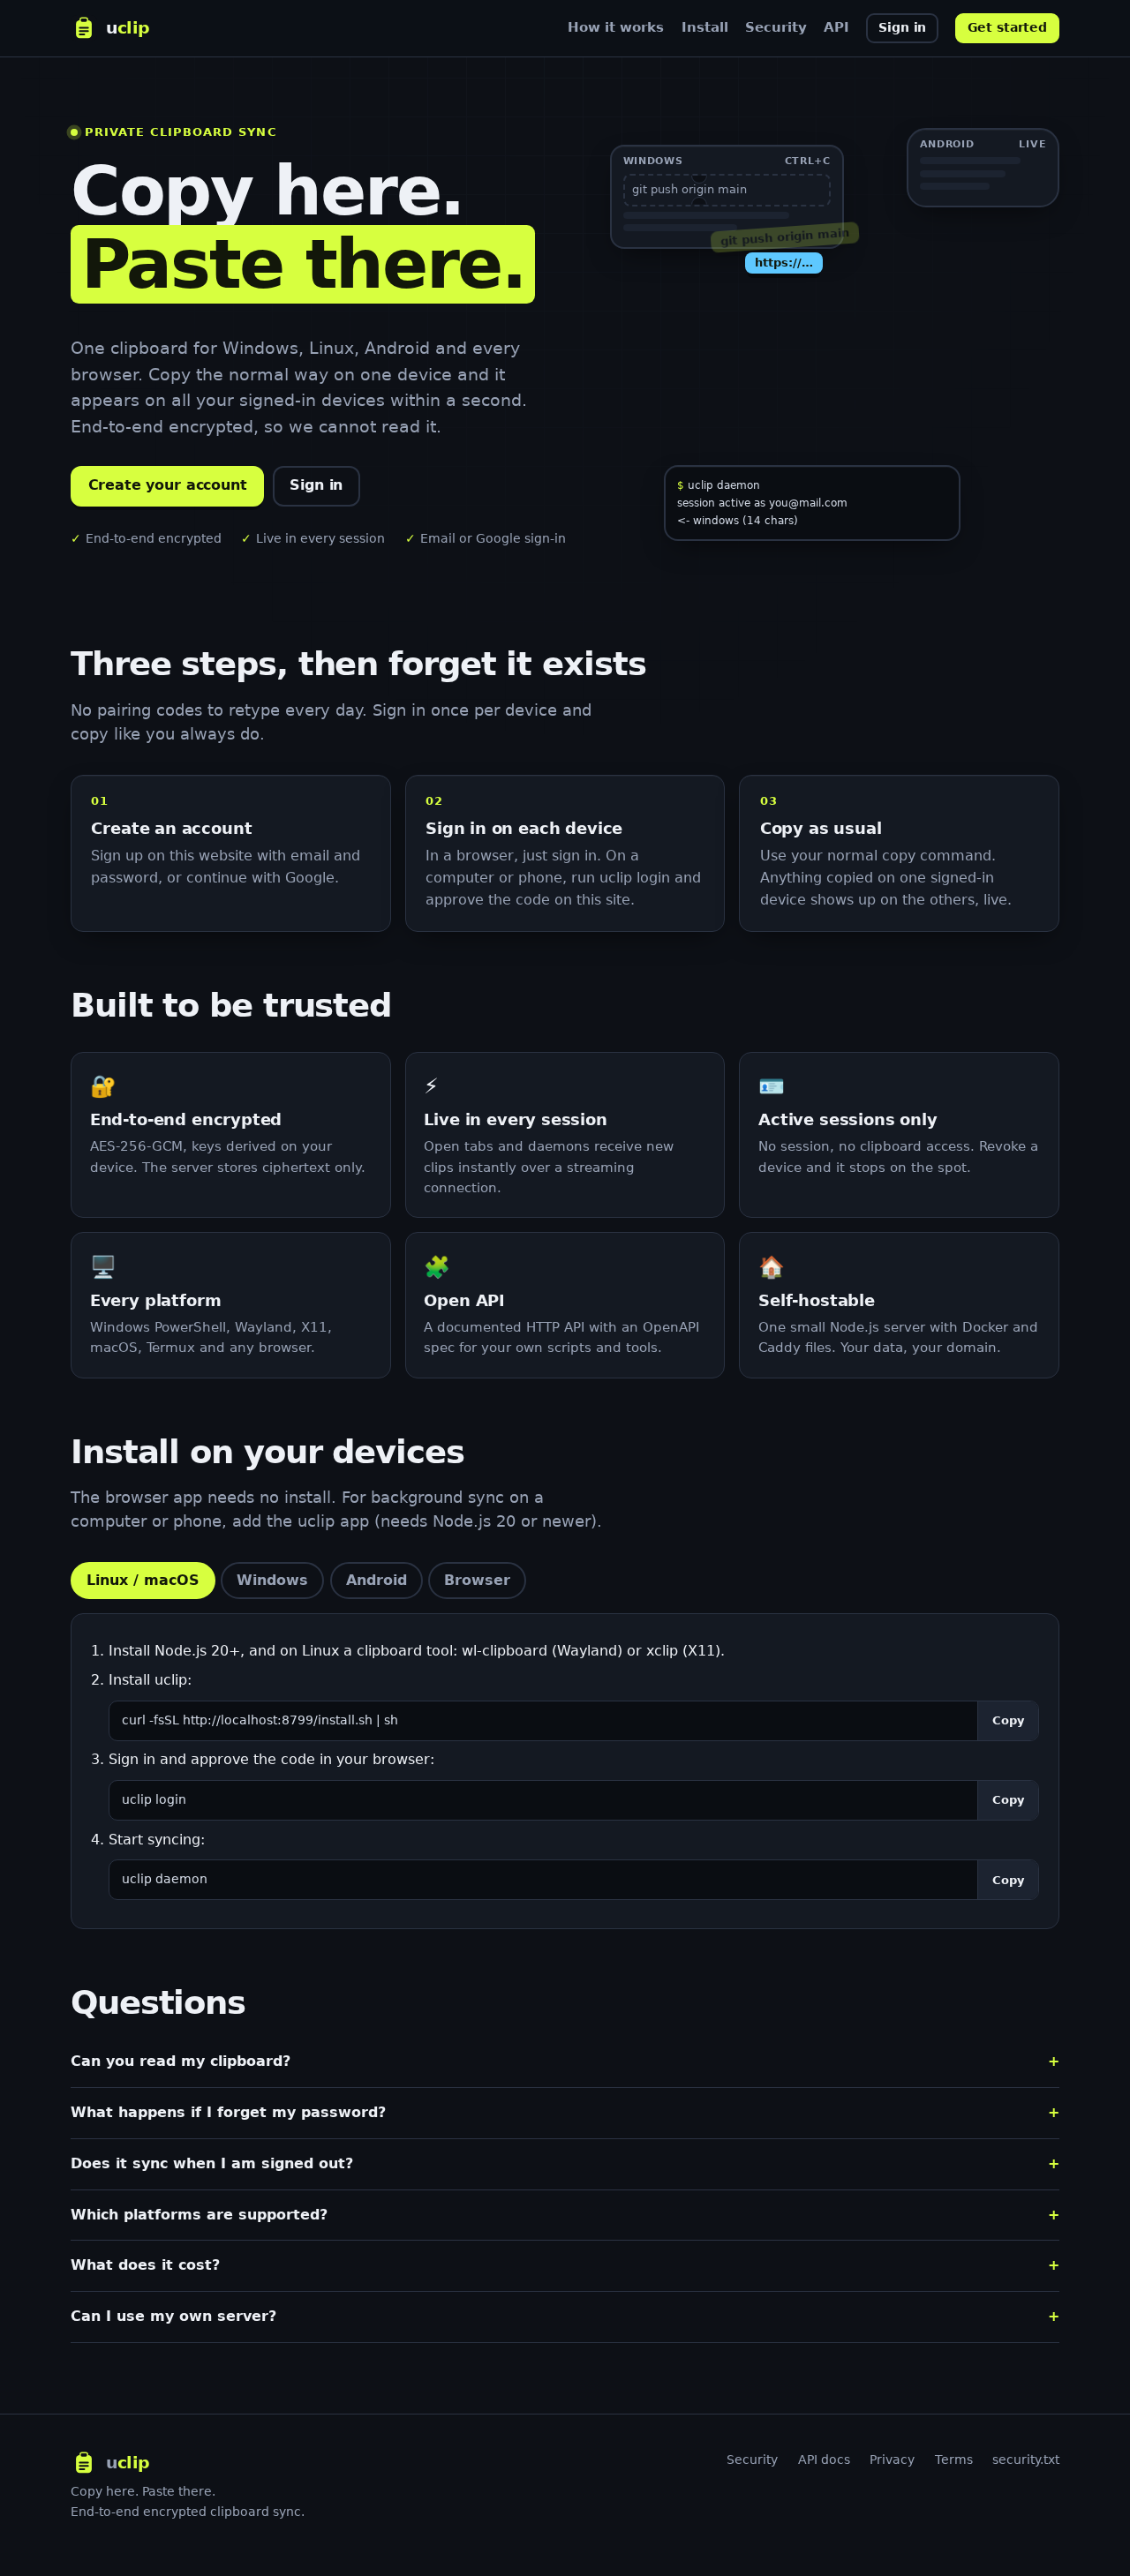 uclip
How it works
Install
Security
API
Sign in
Get started
PRIVATE CLIPBOARD SYNC
Copy here.
Paste there.
One clipboard for Windows, Linux, Android and every
browser. Copy the normal way on one device and it
appears on all your signed-in devices within a second.
End-to-end encrypted, so we cannot read it.
Create your account
Sign in
✓ End-to-end encrypted
✓ Live in every session
✓ Email or Google sign-in
WINDOWS
CTRL+C
git push origin main
git push origin main
https://…
ANDROID
LIVE
$ uclip daemon
session active as you@mail.com
<- windows (14 chars)
Three steps, then forget it exists
No pairing codes to retype every day. Sign in once per device and
copy like you always do.
01
Create an account
Sign up on this website with email and
password, or continue with Google.
02
Sign in on each device
In a browser, just sign in. On a
computer or phone, run uclip login and
approve the code on this site.
03
Copy as usual
Use your normal copy command.
Anything copied on one signed-in
device shows up on the others, live.
Built to be trusted
End-to-end encrypted
AES-256-GCM, keys derived on your
device. The server stores ciphertext only.
Live in every session
Open tabs and daemons receive new
clips instantly over a streaming
connection.
Active sessions only
No session, no clipboard access. Revoke a
device and it stops on the spot.
Every platform
Windows PowerShell, Wayland, X11,
macOS, Termux and any browser.
Open API
A documented HTTP API with an OpenAPI
spec for your own scripts and tools.
Self-hostable
One small Node.js server with Docker and
Caddy files. Your data, your domain.
Install on your devices
The browser app needs no install. For background sync on a
computer or phone, add the uclip app (needs Node.js 20 or newer).
Linux / macOS
Windows
Android
Browser
1. Install Node.js 20+, and on Linux a clipboard tool: wl-clipboard (Wayland) or xclip (X11).
2. Install uclip:
curl -fsSL http://localhost:8799/install.sh | sh
Copy
3. Sign in and approve the code in your browser:
uclip login
Copy
4. Start syncing:
uclip daemon
Copy
Questions
Can you read my clipboard? +
What happens if I forget my password? +
Does it sync when I am signed out? +
Which platforms are supported? +
What does it cost? +
Can I use my own server? +
uclip
Copy here. Paste there.
End-to-end encrypted clipboard sync.
Security
API docs
Privacy
Terms
security.txt